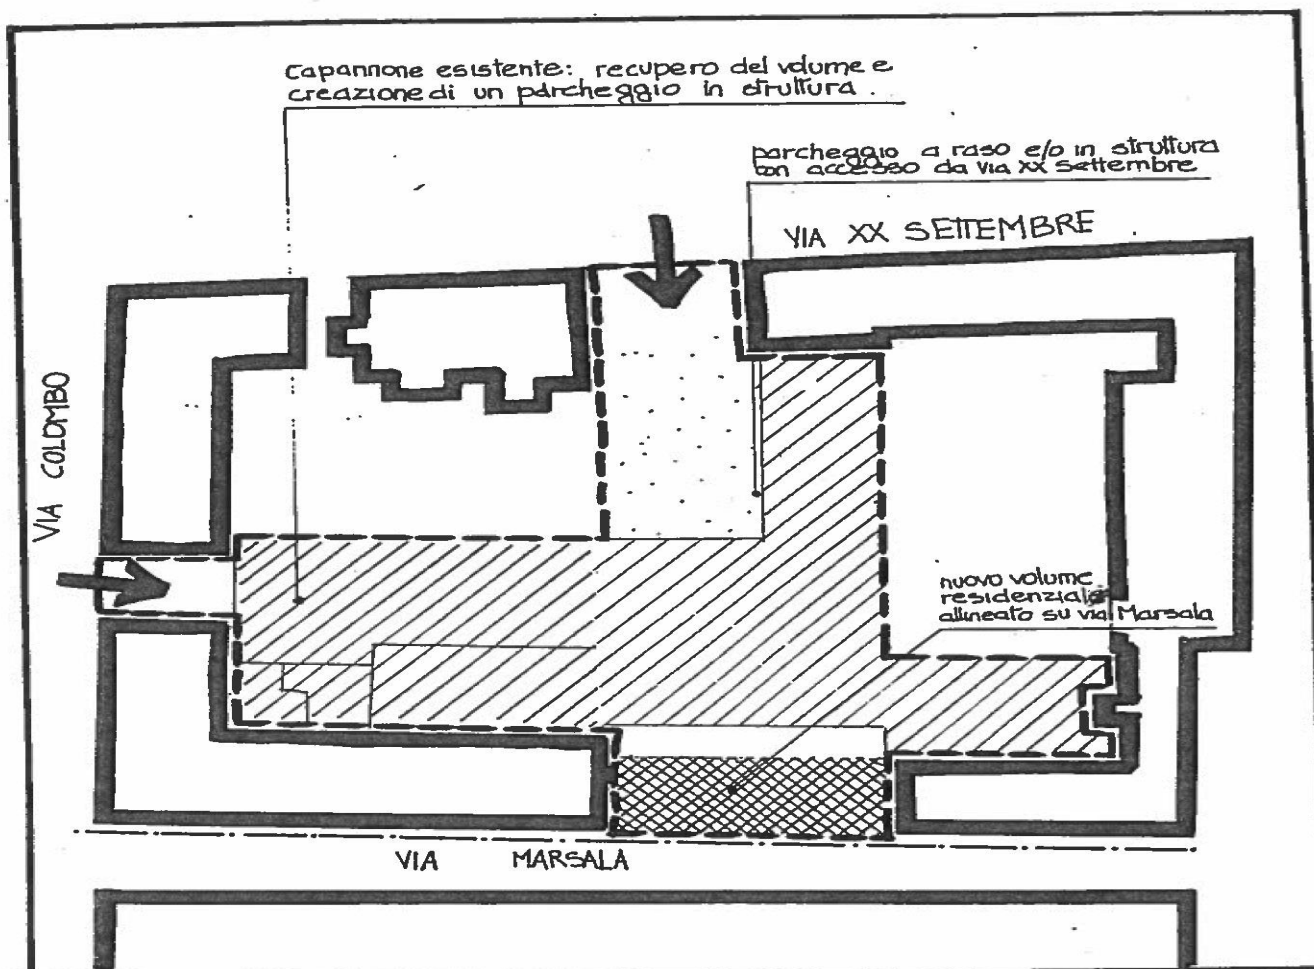 Capannone esistente: recupero del volume e
creazione di un parcheggio in struttura.
parcheggio a raso e/o in struttura
con accesso da via XX Settembre
VIA XX SETTEMBRE
VIA COLOMBO
nuovo volume
residenziale
allineato su via Marsala
VIA MARSALA